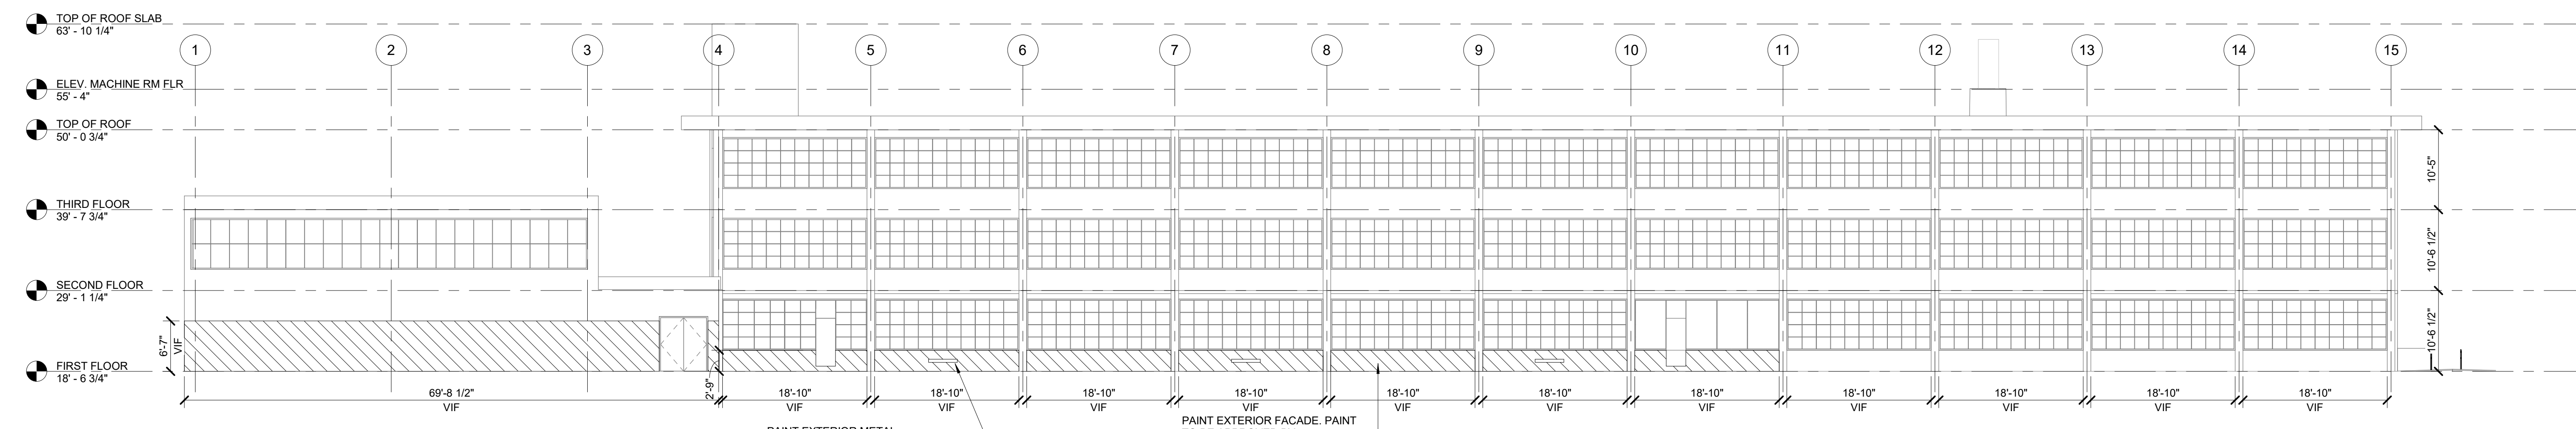 TOP OF ROOF SLAB
63' - 10 1/4"
1 2 3 4 5 6 7 8 9 10 11 12 13 14 15
ELEV. MACHINE RM FLR
55' - 4"
TOP OF ROOF
50' - 0 3/4"
10'-5"
THIRD FLOOR
39' - 7 3/4"
10'-6 1/2"
SECOND FLOOR
29' - 1 1/4"
10'-6 1/2"
6'-7"
VIF
FIRST FLOOR
18' - 6 3/4"
2'-9"
69'-8 1/2" 18'-10" 18'-10" 18'-10" 18'-10" 18'-10" 18'-10" 18'-10" 18'-10" 18'-10" 18'-10" 18'-10"
VIF VIF VIF VIF VIF VIF VIF VIF VIF VIF VIF VIF
PAINT EXTERIOR METAL
PAINT EXTERIOR FACADE. PAINT